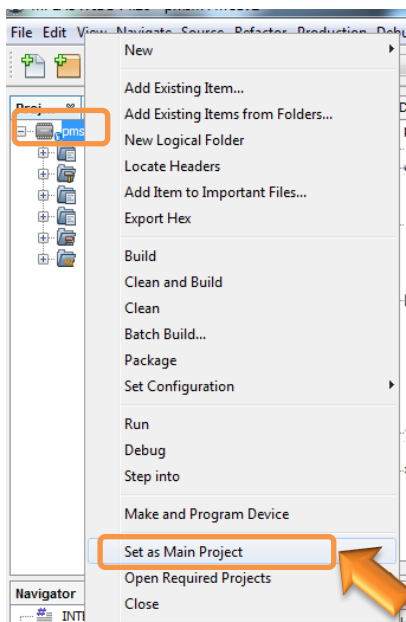 File Edit View Navigate Source Refactor Production Debu
New
Proj
pms
Add Existing Item...
Add Existing Items from Folders...
New Logical Folder
Locate Headers
Add Item to Important Files...
Export Hex
Build
Clean and Build
Clean
Batch Build...
Package
Set Configuration
Run
Debug
Step into
Make and Program Device
Set as Main Project
Open Required Projects
Close
Navigator